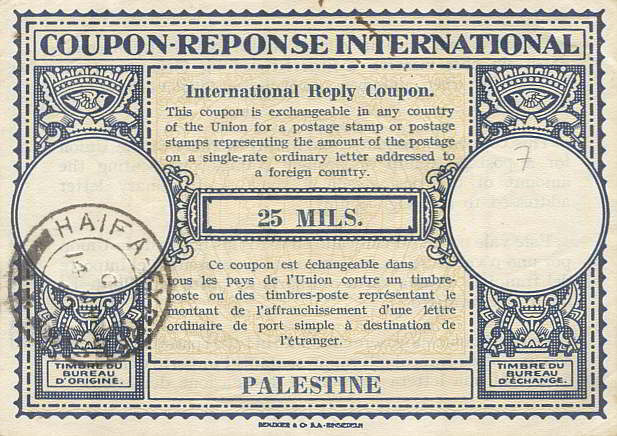 COUPON-REPONSE INTERNATIONAL
International Reply Coupon.
This coupon is exchangeable in any country
of the Union for a postage stamp or postage
stamps representing the amount of the postage
on a single-rate ordinary letter addressed to
a foreign country.
7
25 MILS.
HAIFA
Ce coupon est échangeable dans
tous les pays de l'Union contre un timbre-
poste ou des timbres-poste représentant le
montant de l'affranchissement d'une lettre
ordinaire de port simple à destination de
l'étranger.
TIMBRE DU
BUREAU
D'ORIGINE.
PALESTINE
TIMBRE DU
BUREAU
D'ÉCHANGE.
BENZIGER & Co S.A. - EINSIEDELN